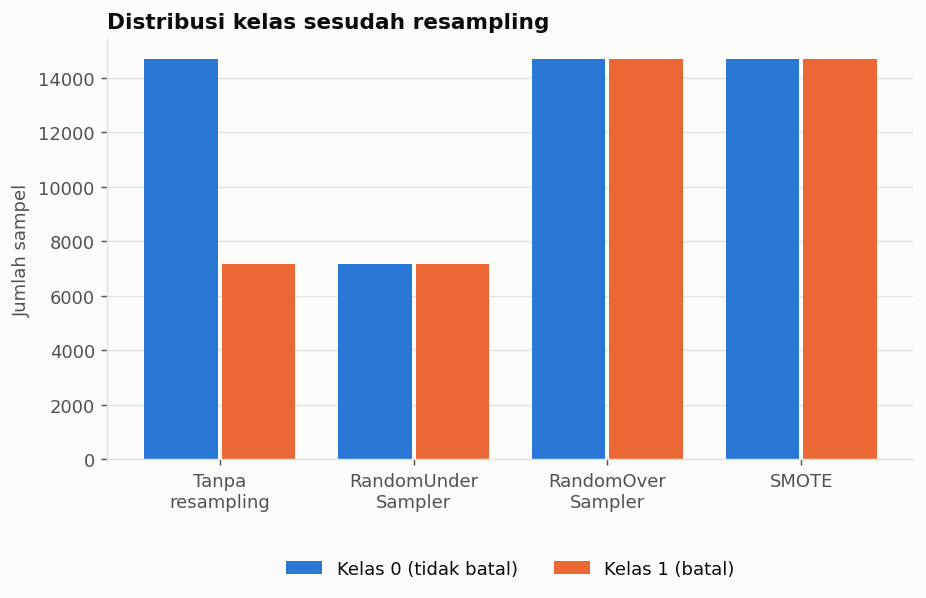 Distribusi kelas sesudah resampling
Jumlah sampel
14000
12000
10000
8000
6000
4000
2000
0
Tanpa
resampling
RandomUnder
Sampler
RandomOver
Sampler
SMOTE
Kelas 0 (tidak batal)
Kelas 1 (batal)